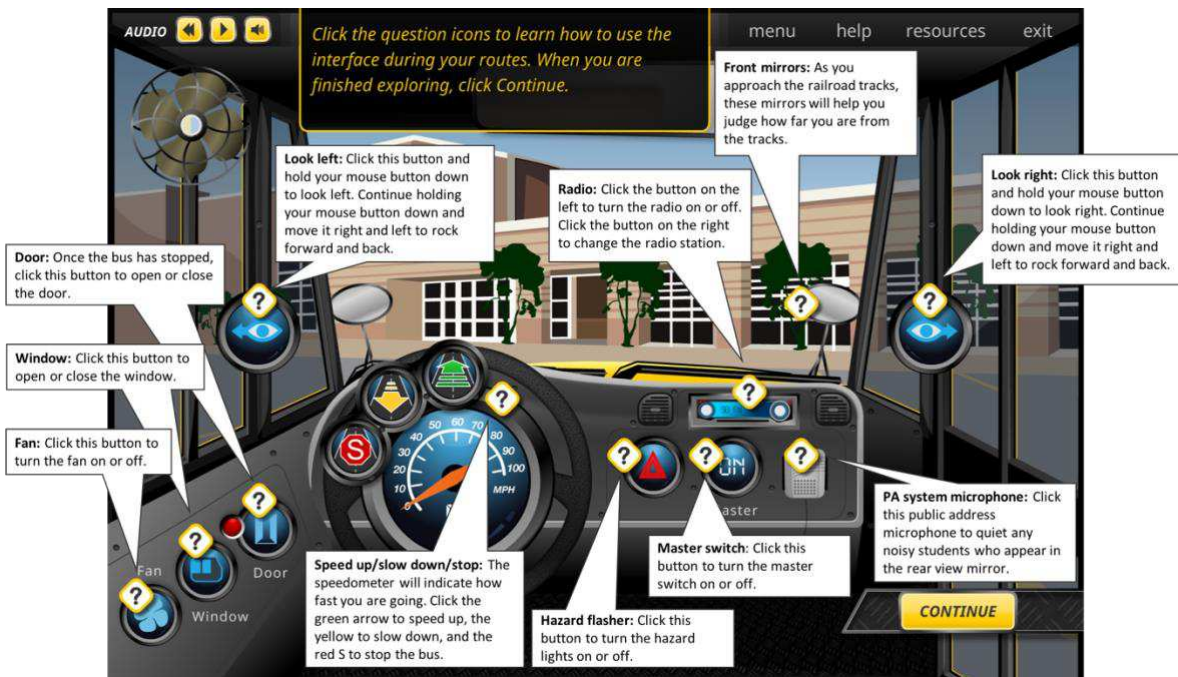 AUDIO
menu help resources exit
Click the question icons to learn how to use the
interface during your routes. When you are
finished exploring, click Continue.
Front mirrors: As you
approach the railroad tracks,
these mirrors will help you
judge how far you are from
the tracks.
Look left: Click this button and
hold your mouse button down
to look left. Continue holding
your mouse button down and
move it right and left to rock
forward and back.
Radio: Click the button on the
left to turn the radio on or off.
Click the button on the right
to change the radio station.
Look right: Click this button
and hold your mouse button
down to look right. Continue
holding your mouse button
down and move it right and
left to rock forward and back.
Door: Once the bus has stopped,
click this button to open or close
the door.
?
?
?
Window: Click this button to
open or close the window.
?
?
Fan: Click this button to
turn the fan on or off.
S
0 10 20 30 40 50 60 70 80 90 100
MPH
?
?
?
ON
aster
?
?
?
Fan
Window
Door
PA system microphone: Click
this public address
microphone to quiet any
noisy students who appear in
the rear view mirror.
Speed up/slow down/stop: The
speedometer will indicate how
fast you are going. Click the
green arrow to speed up, the
yellow to slow down, and the
red S to stop the bus.
Master switch: Click this
button to turn the master
switch on or off.
Hazard flasher: Click this
button to turn the hazard
lights on or off.
CONTINUE